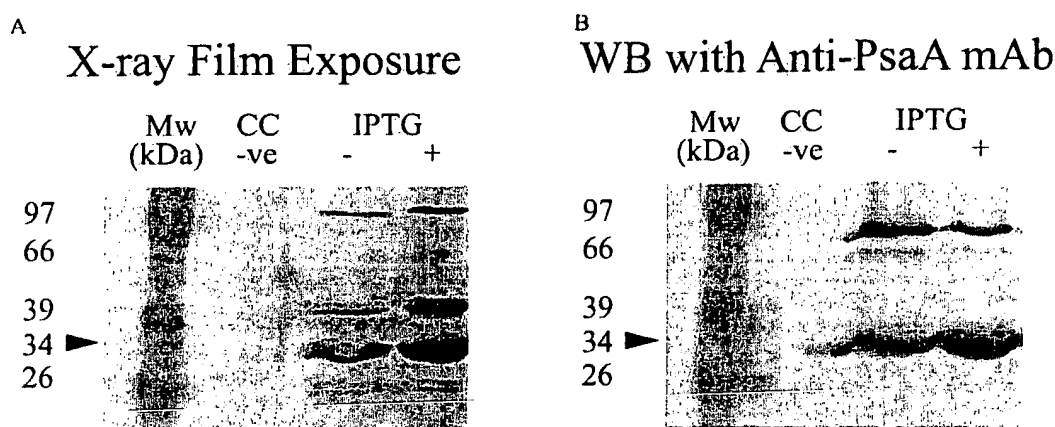 A
X-ray Film Exposure
Mw CC IPTG
(kDa) -ve - +
97
66
39
34
26
B
WB with Anti-PsaA mAb
Mw CC IPTG
(kDa) -ve - +
97
66
39
34
26